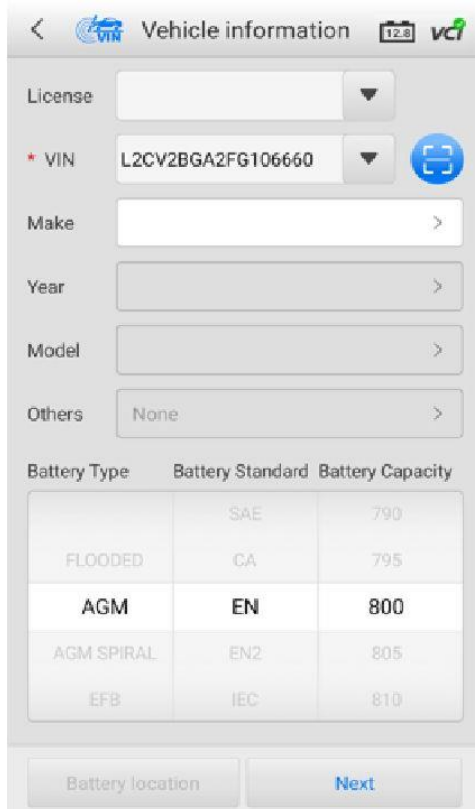 VIN Vehicle information 12.8 VCI
License
* VIN L2CV2BGA2FG106660
Make
Year
Model
Others None
Battery Type Battery Standard Battery Capacity
SAE 790
FLOODED CA 795
AGM EN 800
AGM SPIRAL EN2 805
EFB IEC 810
Battery location Next